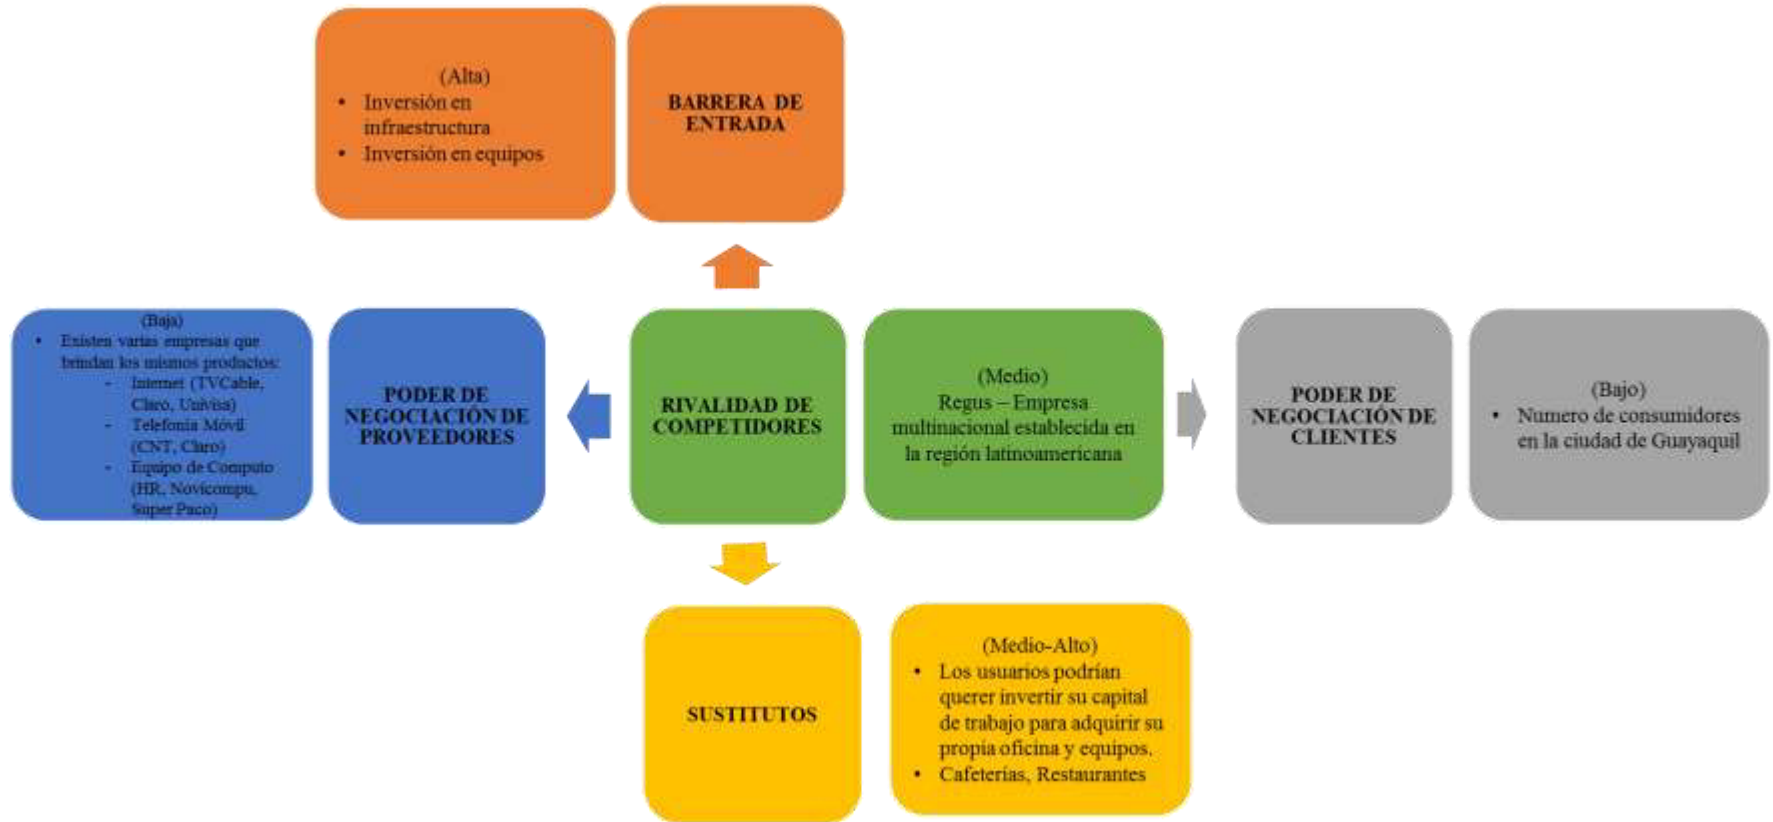 (Alta)
• Inversión en
infraestructura
• Inversión en equipos
BARRERA DE
ENTRADA
(Baja)
• Existen varias empresas que
brindan los mismos productos:
- Internet (TVCable,
Claro, Univisa)
- Telefonía Móvil
(CNT, Claro)
- Equipo de Computo
(HR, Novicompu,
Super Paco)
PODER DE
NEGOCIACIÓN DE
PROVEEDORES
RIVALIDAD DE
COMPETIDORES
(Medio)
Regus – Empresa
multinacional establecida en
la región latinoamericana
PODER DE
NEGOCIACIÓN DE
CLIENTES
(Bajo)
• Numero de consumidores
en la ciudad de Guayaquil
SUSTITUTOS
(Medio-Alto)
• Los usuarios podrían
querer invertir su capital
de trabajo para adquirir su
propia oficina y equipos.
• Cafeterías, Restaurantes